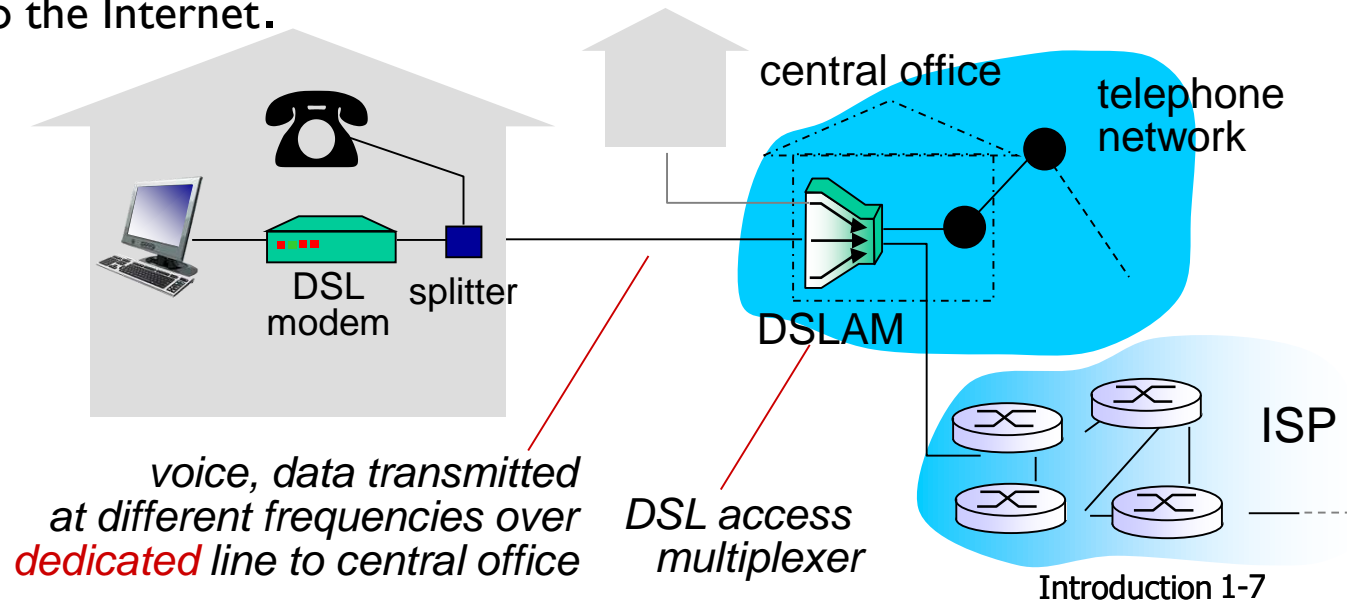 o the Internet.
central office
telephone
network
DSL
modem
splitter
DSLAM
ISP
voice, data transmitted
at different frequencies over
dedicated line to central office
DSL access
multiplexer
Introduction 1-7